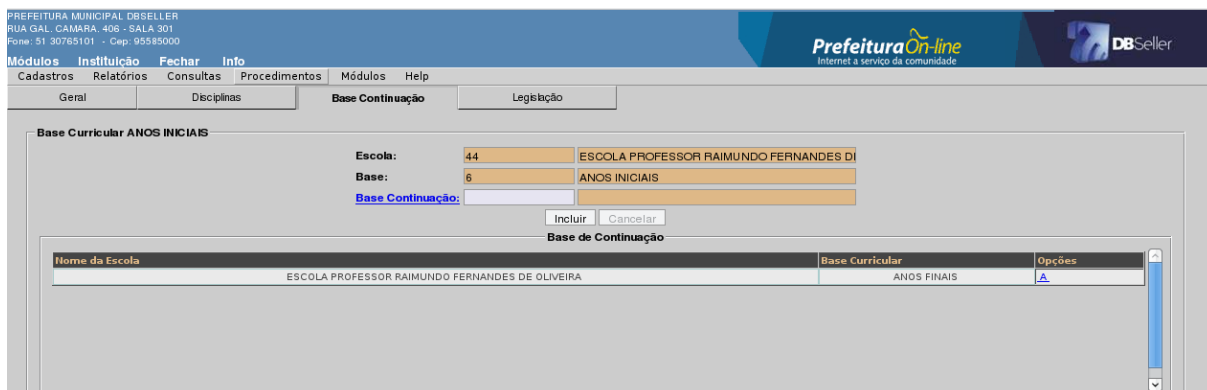 PREFEITURA MUNICIPAL DBSELLER
RUA GAL. CAMARA. 406 - SALA 301
Fone: 51 30765101 - Cep: 95585000
PrefeituraOn-line
Internet a serviço da comunidade
DBSeller
Módulos Instituição Fechar Info
Cadastros Relatórios Consultas Procedimentos Módulos Help
Geral Disciplinas Base Continuação Legislação
Base Curricular ANOS INICIAIS
Escola: 44 ESCOLA PROFESSOR RAIMUNDO FERNANDES DI
Base: 6 ANOS INICIAIS
Base Continuação:
Incluir Cancelar
Base de Continuação
Nome da Escola Base Curricular Opções
ESCOLA PROFESSOR RAIMUNDO FERNANDES DE OLIVEIRA ANOS FINAIS A